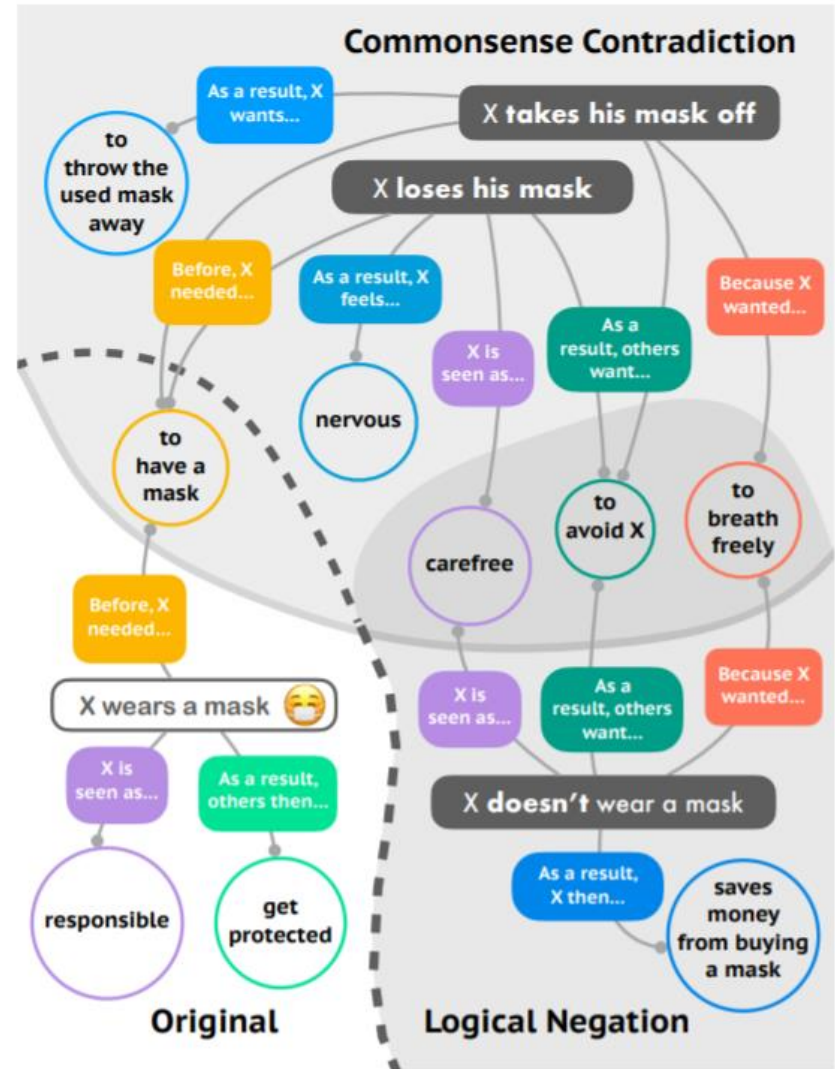 Commonsense Contradiction
As a result, X
wants...
X takes his mask off
to
throw the
used mask
away
X loses his mask
Before, X
needed...
As a result, X
feels...
Because X
wanted...
As a
result, others
want...
X is
seen as...
nervous
to
have a
mask
to
avoid X
to
breath
freely
carefree
Before, X
needed...
X wears a mask
X is
seen as...
As a
result, others
want...
Because X
wanted...
X is
seen as...
As a result,
others then...
X doesn't wear a mask
As a result,
X then...
responsible
get
protected
saves
money
from buying
a mask
Original
Logical Negation